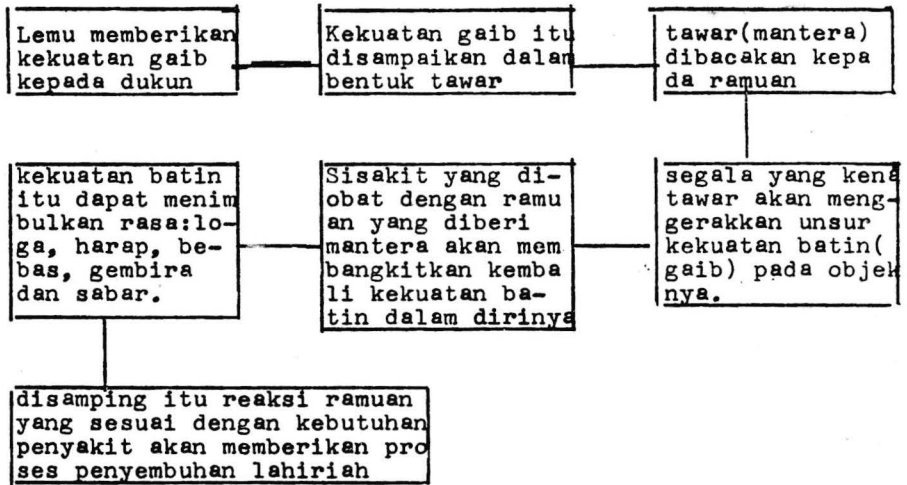 Lemu memberikan
kekuatan gaib
kepada dukun
Kekuatan gaib itu
disampaikan dalam
bentuk tawar
tawar(mantera)
dibacakan kepa
da ramuan
segala yang kena
tawar akan meng-
gerakkan unsur
kekuatan batin(
gaib) pada objek
nya.
Sisakit yang di-
obat dengan ramu
an yang diberi
mantera akan mem
bangkitkan kemba
li kekuatan ba-
tin dalam dirinya
kekuatan batin
itu dapat menim
bulkan rasa:lo-
ga, harap, be-
bas, gembira
dan sabar.
disamping itu reaksi ramuan
yang sesuai dengan kebutuhan
penyakit akan memberikan pro
ses penyembuhan lahiriah